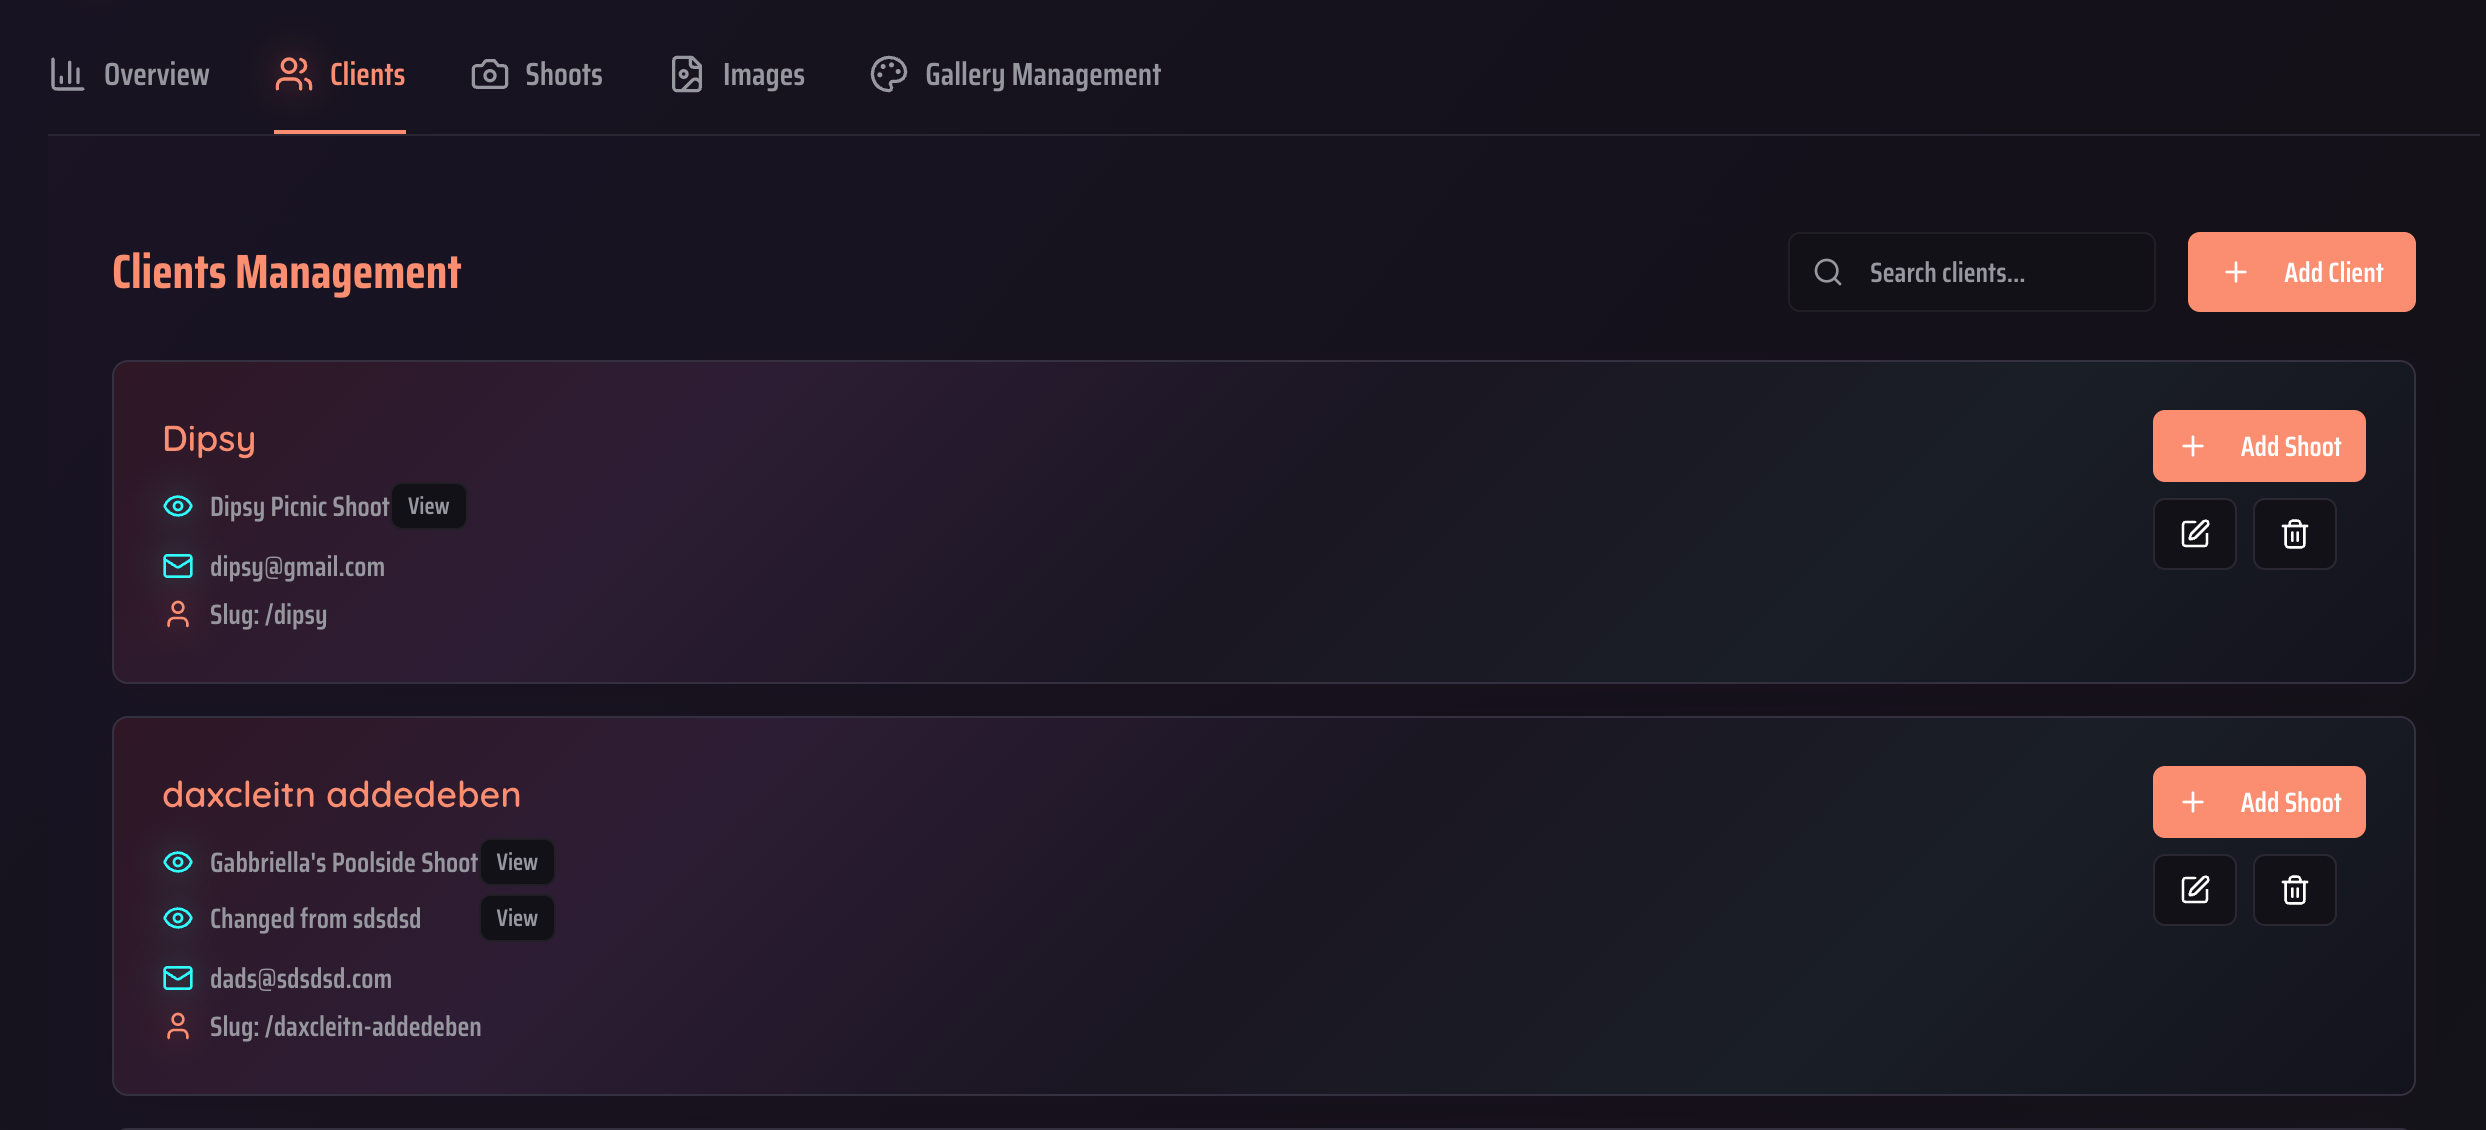 Overview Clients Shoots Images Gallery Management
Clients Management
Search clients...
Add Client
Dipsy
Add Shoot
Dipsy Picnic Shoot View
dipsy@gmail.com
Slug: /dipsy
daxcleitn addedeben
Add Shoot
Gabbriella's Poolside Shoot View
Changed from sdsdsd View
dads@sdsdsd.com
Slug: /daxcleitn-addedeben